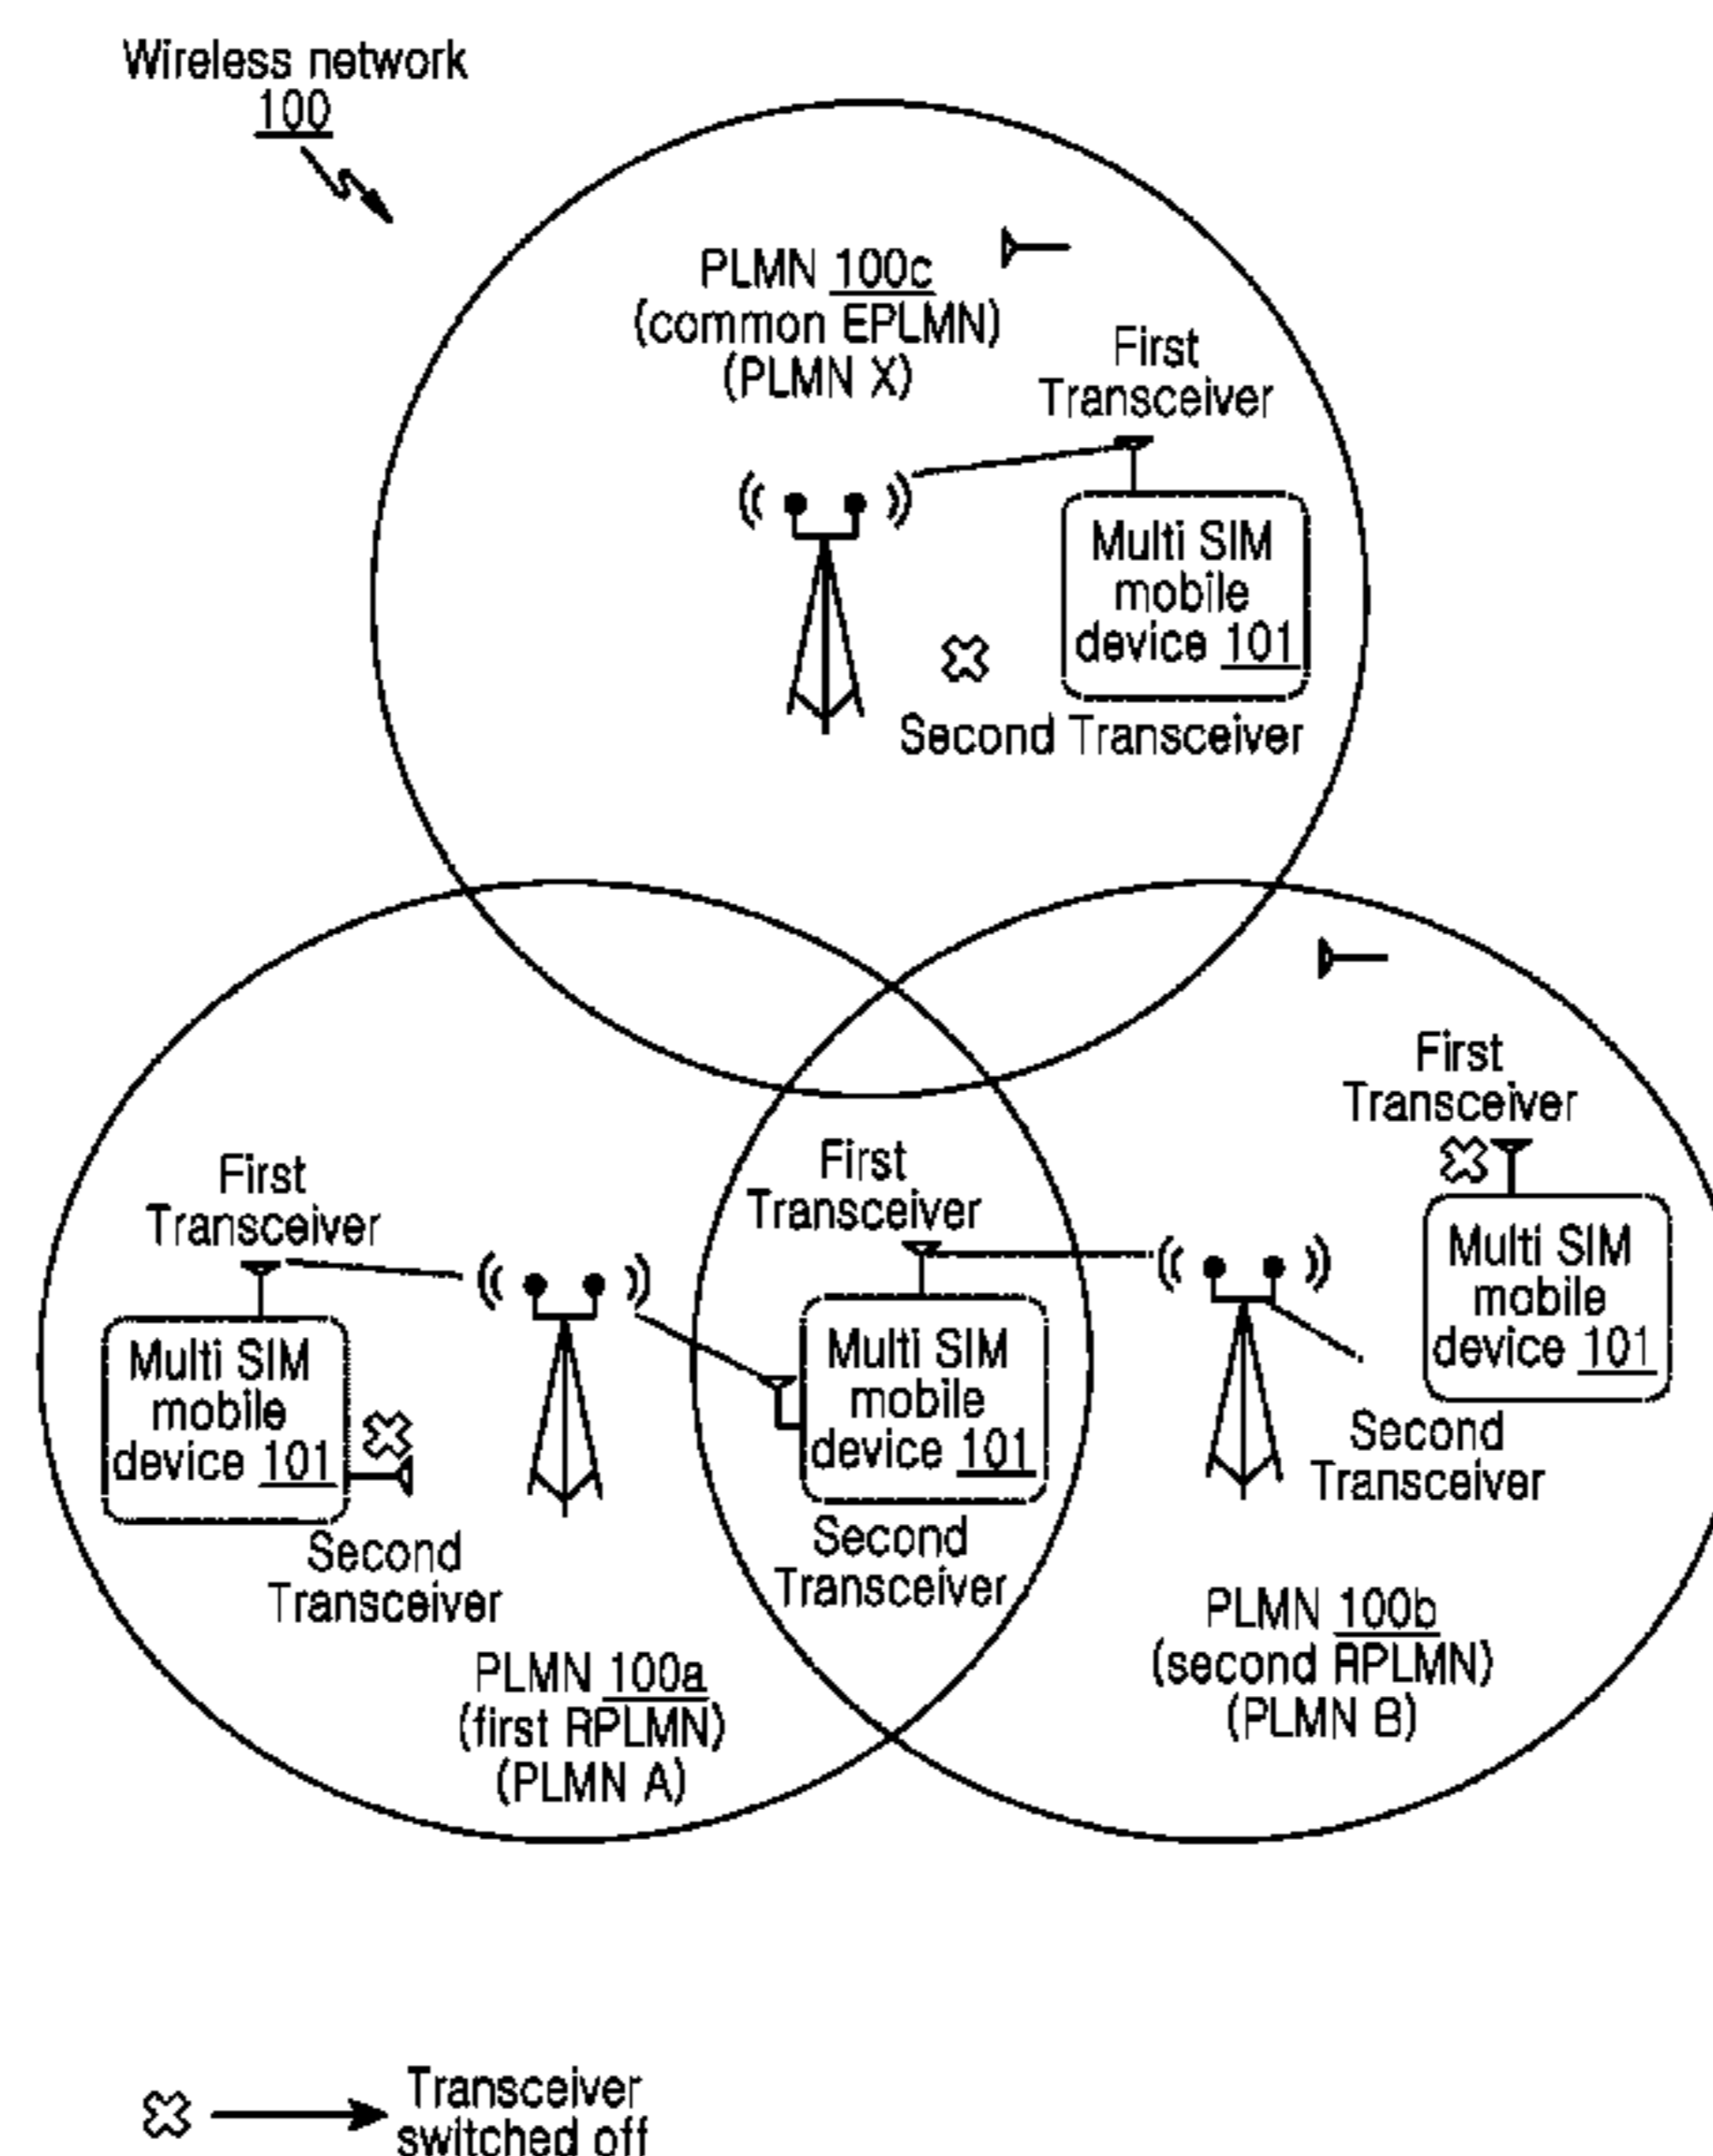 Wireless network
100
PLMN 100c
(common EPLMN)
(PLMN X)
First
Transceiver
Multi SIM
mobile
device 101
Second Transceiver
First
Transceiver
Multi SIM
mobile
device 101
Second
Transceiver
PLMN 100a
(first RPLMN)
(PLMN A)
First
Transceiver
Multi SIM
mobile
device 101
Second
Transceiver
First
Transceiver
Multi SIM
mobile
device 101
Second
Transceiver
PLMN 100b
(second RPLMN)
(PLMN B)
Transceiver
switched off